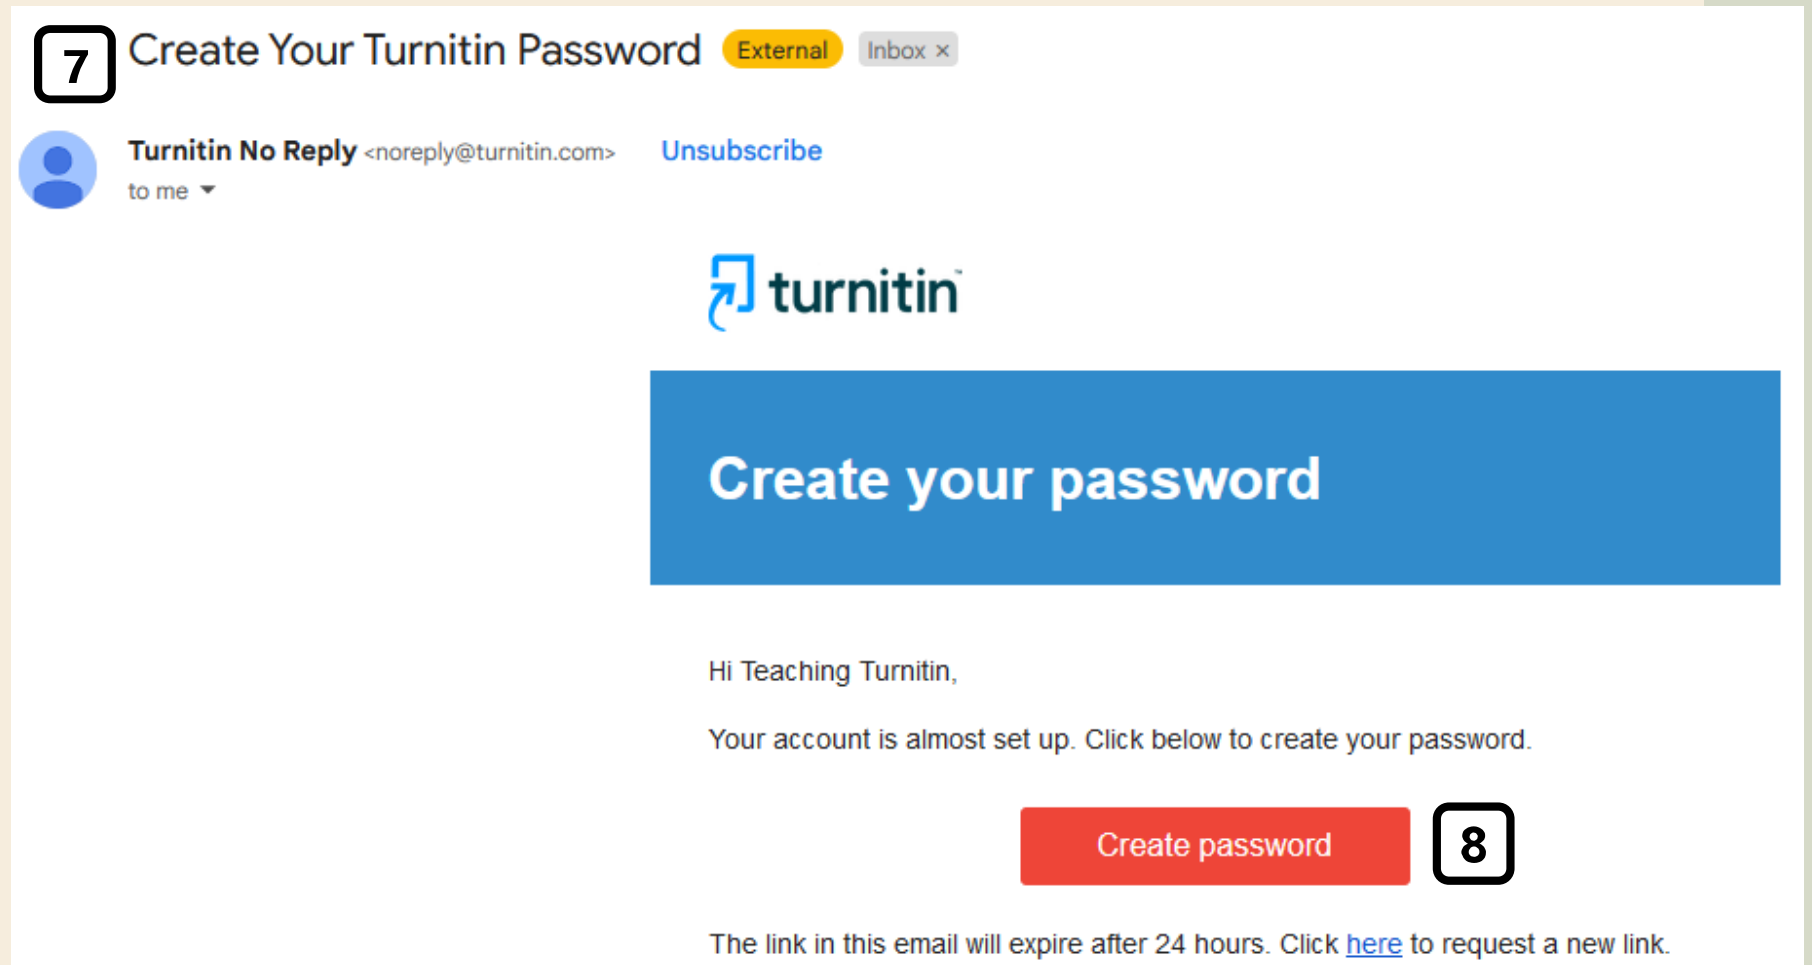 7 Create Your Turnitin Password External Inbox ×
Turnitin No Reply <noreply@turnitin.com> Unsubscribe
to me
turnitin™
Create your password
Hi Teaching Turnitin,
Your account is almost set up. Click below to create your password.
Create password 8
The link in this email will expire after 24 hours. Click here to request a new link.